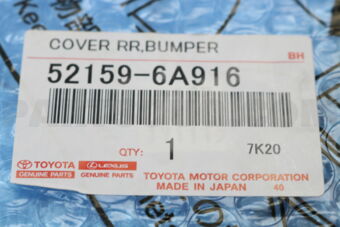 COVER RR,BUMPER
BH
52159-6A916
QTY: 1 7K20
TOYOTA LEXUS
GENUINE PARTS GENUINE PARTS
TOYOTA MOTOR CORPORATION
MADE IN JAPAN 40